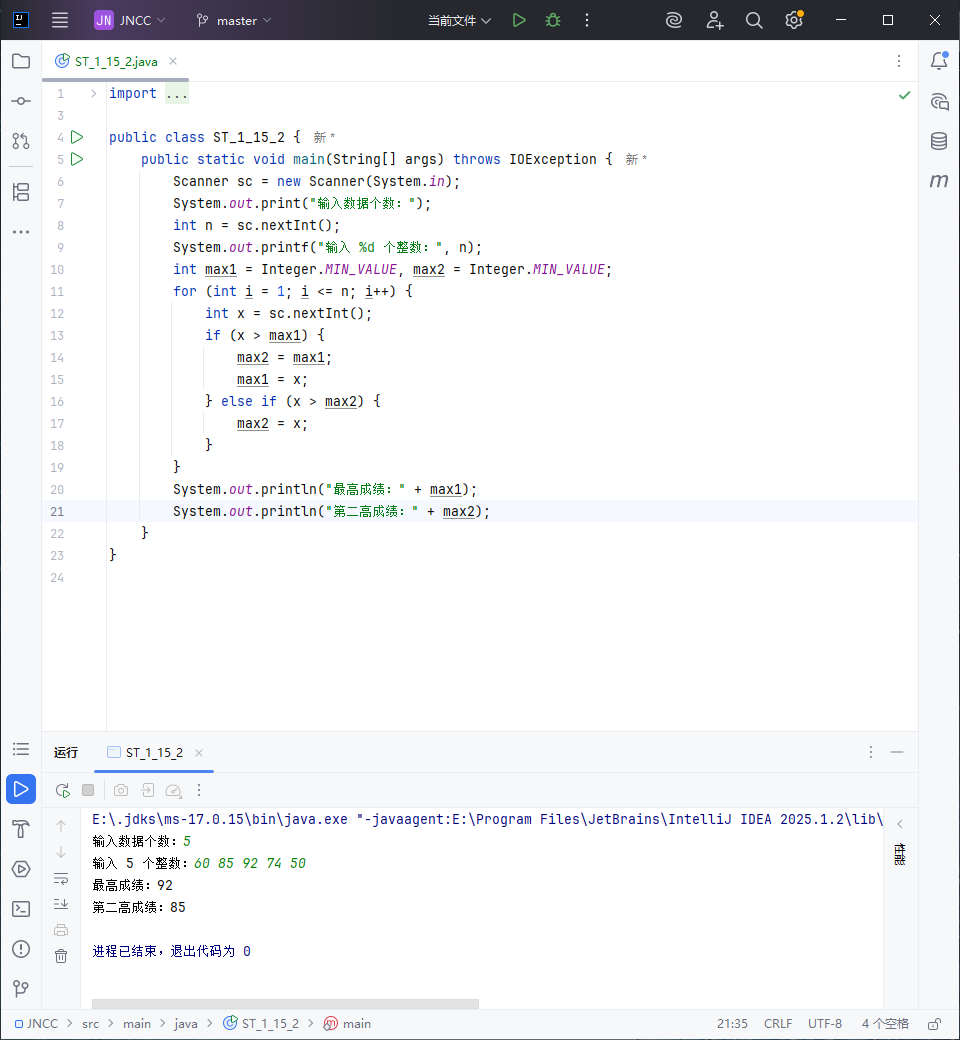 JN JNCC master 当前文件
ST_1_15_2.java
1 import ...
3
4 public class ST_1_15_2 { 新 *
5 public static void main(String[] args) throws IOException { 新 *
6 Scanner sc = new Scanner(System.in);
7 System.out.print("输入数据个数：");
8 int n = sc.nextInt();
9 System.out.printf("输入 %d 个整数：", n);
10 int max1 = Integer.MIN_VALUE, max2 = Integer.MIN_VALUE;
11 for (int i = 1; i <= n; i++) {
12 int x = sc.nextInt();
13 if (x > max1) {
14 max2 = max1;
15 max1 = x;
16 } else if (x > max2) {
17 max2 = x;
18 }
19 }
20 System.out.println("最高成绩：" + max1);
21 System.out.println("第二高成绩：" + max2);
22 }
23 }
24
运行 ST_1_15_2
E:\.jdks\ms-17.0.15\bin\java.exe "-javaagent:E:\Program Files\JetBrains\IntelliJ IDEA 2025.1.2\lib\
输入数据个数：5
输入 5 个整数：60 85 92 74 50
最高成绩：92
第二高成绩：85
进程已结束，退出代码为 0
JNCC > src > main > java > ST_1_15_2 > main 21:35 CRLF UTF-8 4 个空格